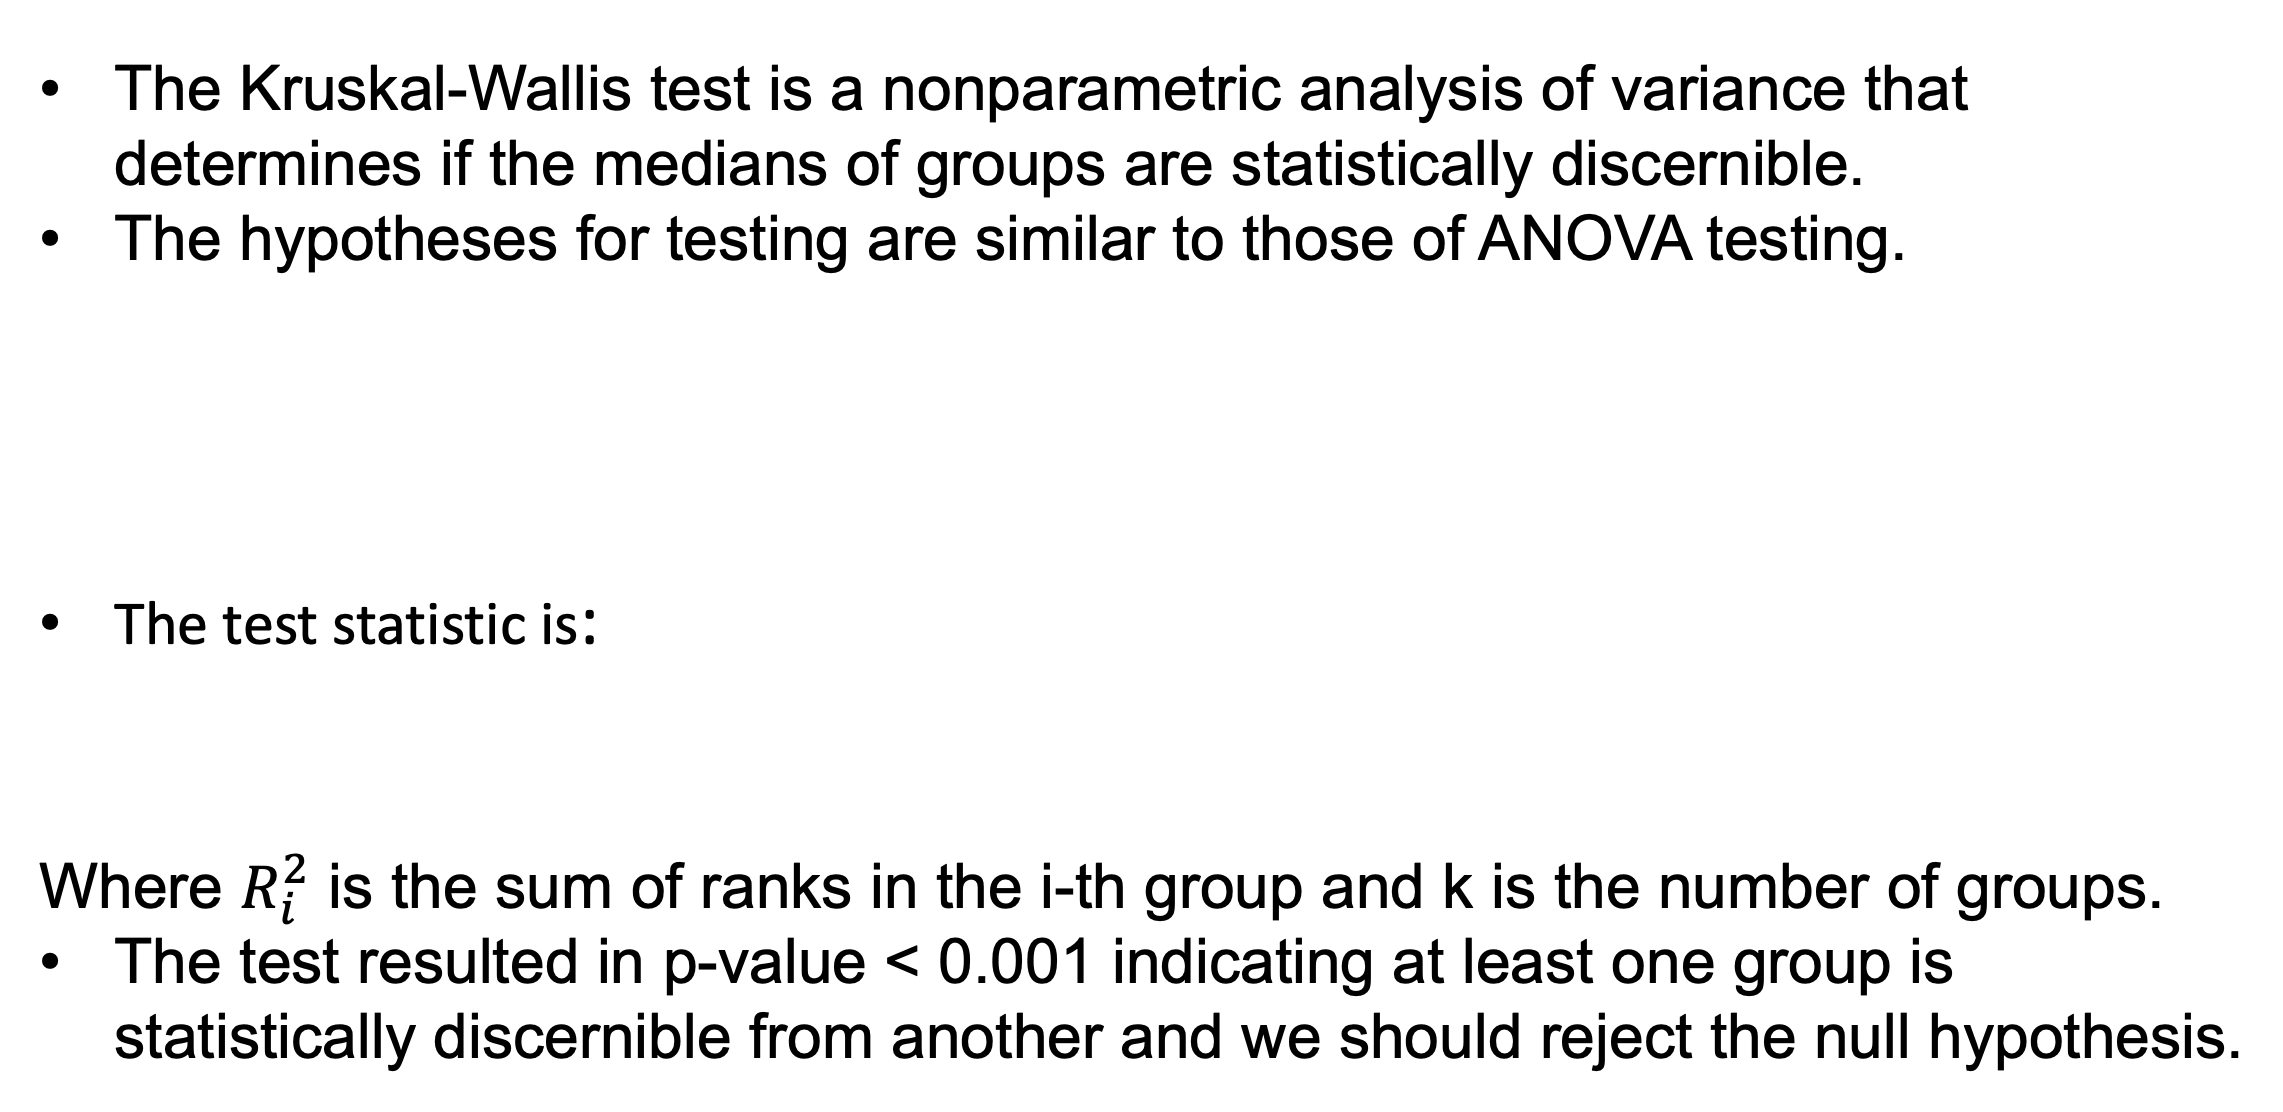 • The Kruskal-Wallis test is a nonparametric analysis of variance that
determines if the medians of groups are statistically discernible.
• The hypotheses for testing are similar to those of ANOVA testing.
• The test statistic is:
Where $R_i^2$ is the sum of ranks in the i-th group and k is the number of groups.
• The test resulted in p-value < 0.001 indicating at least one group is
statistically discernible from another and we should reject the null hypothesis.